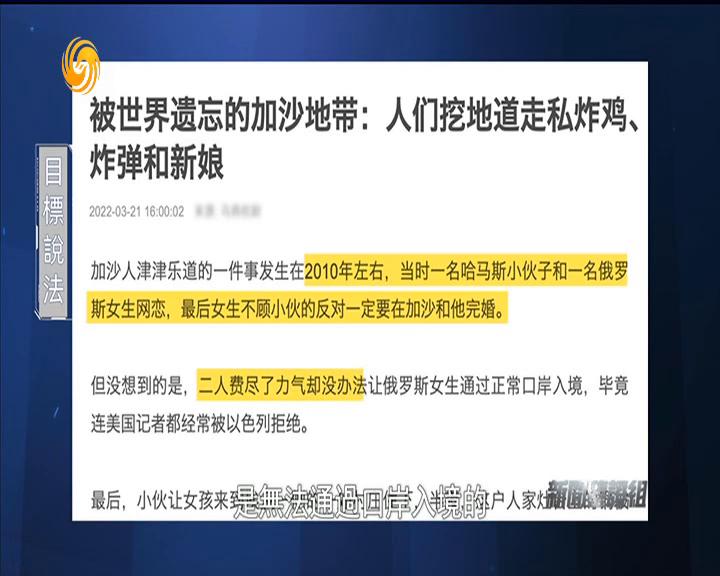 被世界遗忘的加沙地带：人们挖地道走私炸鸡、
炸弹和新娘
2022-03-21 16:00:02
目標說法
加沙人津津乐道的一件事发生在2010年左右，当时一名哈马斯小伙子和一名俄罗
斯女生网恋，最后女生不顾小伙的反对一定要在加沙和他完婚。
但没想到的是，二人费尽了力气却没办法让俄罗斯女生通过正常口岸入境，毕竟
连美国记者都经常被以色列拒绝。
最后，小伙让女孩来到
户人家
是無法通過口岸入境的
新聞編輯組